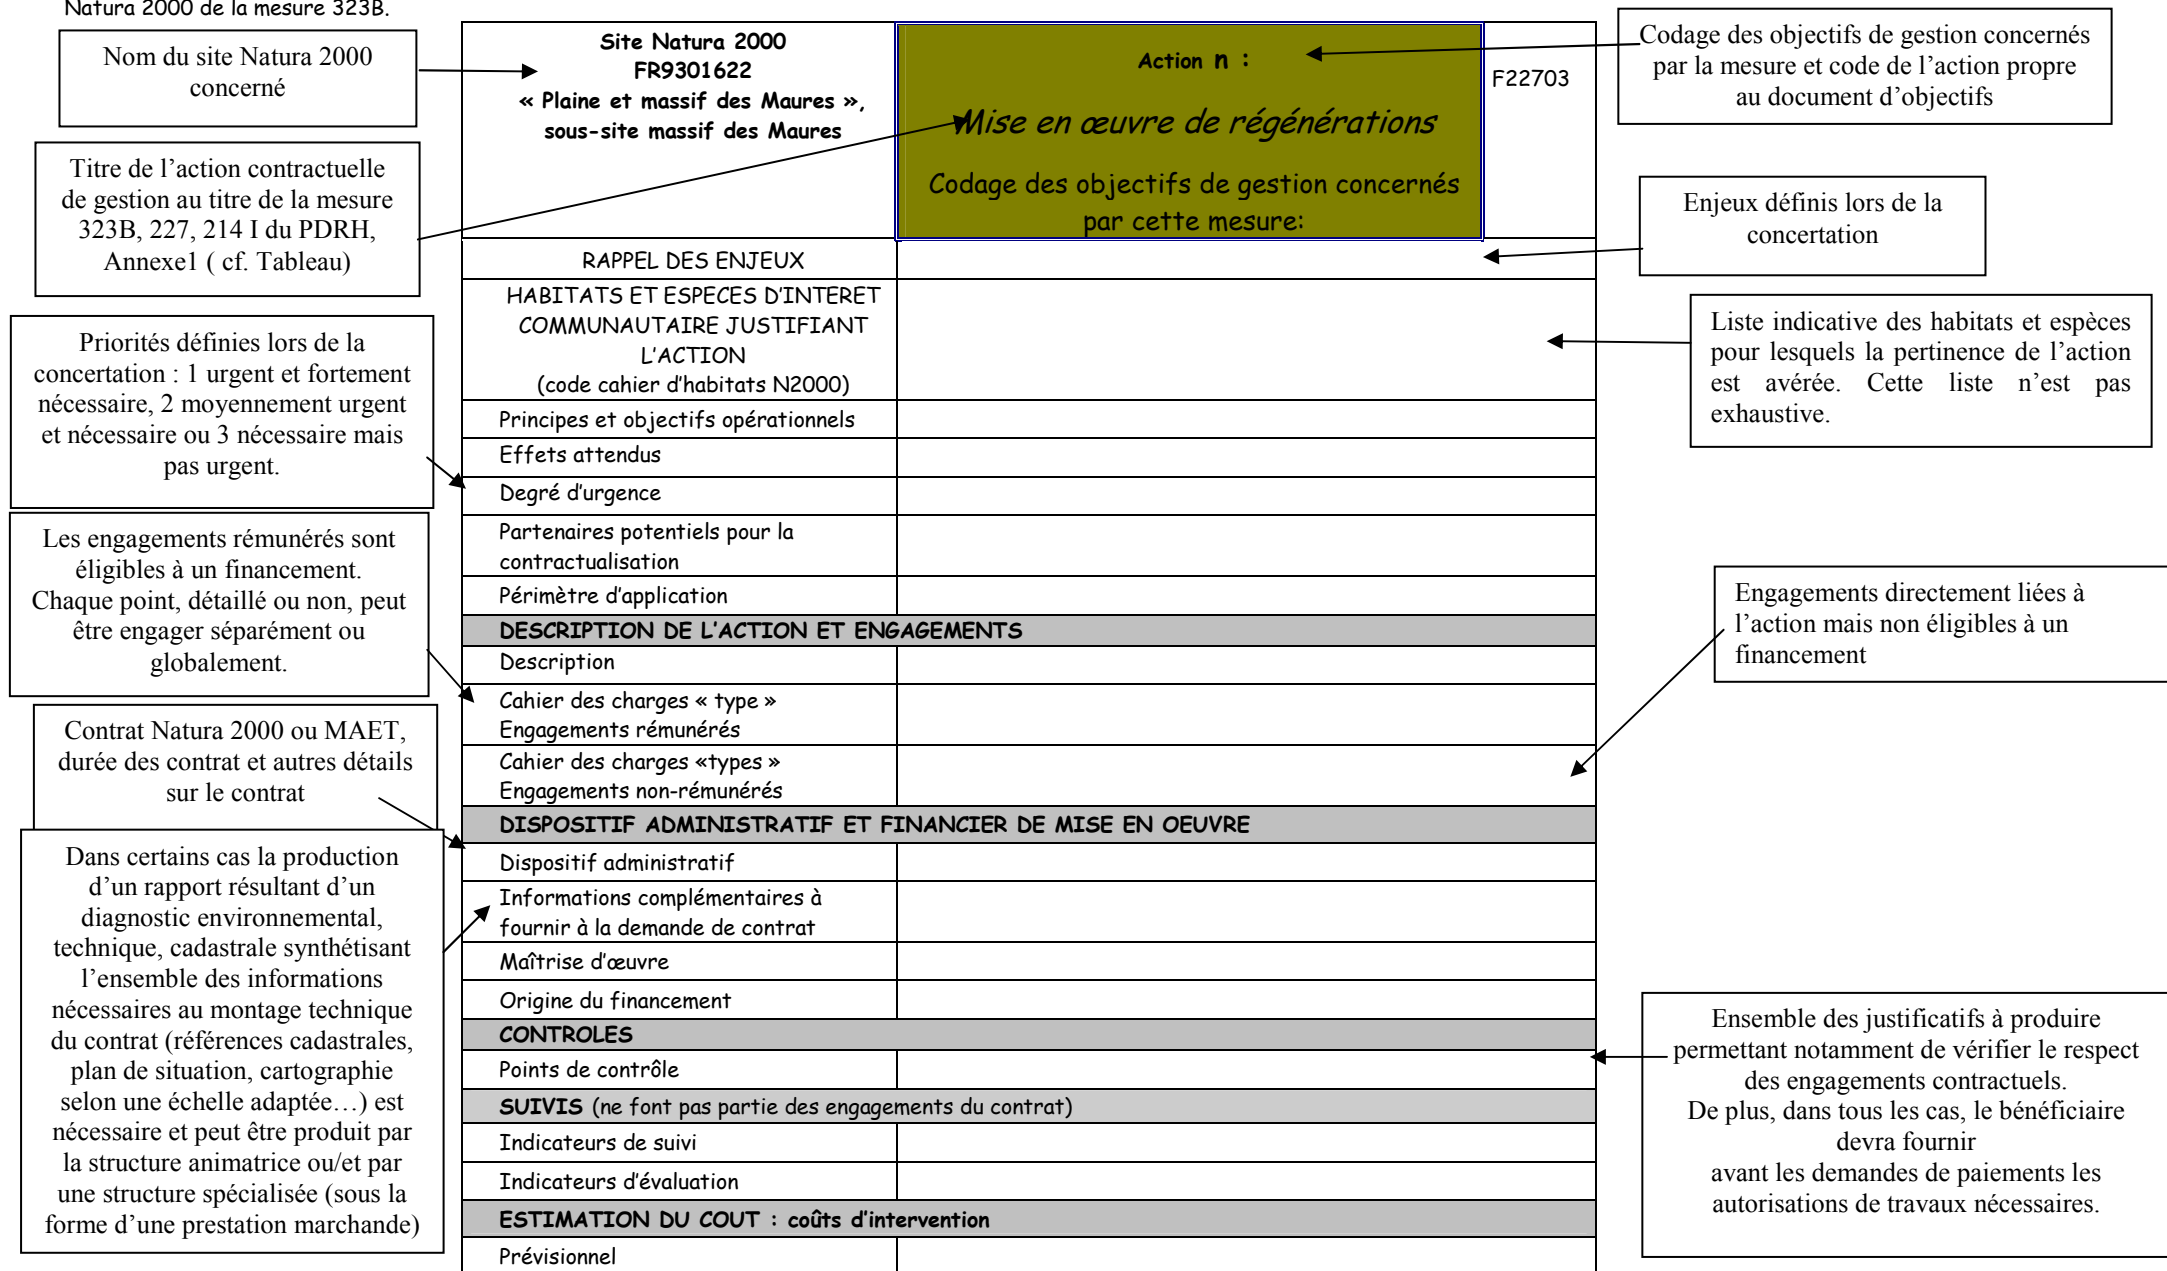 Natura 2000 de la mesure 323B.
Nom du site Natura 2000
concerné
Titre de l’action contractuelle
de gestion au titre de la mesure
323B, 227, 214 I du PDRH,
Annexe1 ( cf. Tableau)
Priorités définies lors de la
concertation : 1 urgent et fortement
nécessaire, 2 moyennement urgent
et nécessaire ou 3 nécessaire mais
pas urgent.
Les engagements rémunérés sont
éligibles à un financement.
Chaque point, détaillé ou non, peut
être engager séparément ou
globalement.
Contrat Natura 2000 ou MAET,
durée des contrat et autres détails
sur le contrat
Dans certains cas la production
d’un rapport résultant d’un
diagnostic environnemental,
technique, cadastrale synthétisant
l’ensemble des informations
nécessaires au montage technique
du contrat (références cadastrales,
plan de situation, cartographie
selon une échelle adaptée…) est
nécessaire et peut être produit par
la structure animatrice ou/et par
une structure spécialisée (sous la
forme d’une prestation marchande)
Site Natura 2000
FR9301622
« Plaine et massif des Maures »,
sous-site massif des Maures
Action n :
Mise en œuvre de régénérations
Codage des objectifs de gestion concernés
par cette mesure:
F22703
RAPPEL DES ENJEUX
HABITATS ET ESPECES D’INTERET
COMMUNAUTAIRE JUSTIFIANT
L’ACTION
(code cahier d’habitats N2000)
Principes et objectifs opérationnels
Effets attendus
Degré d’urgence
Partenaires potentiels pour la
contractualisation
Périmètre d’application
DESCRIPTION DE L’ACTION ET ENGAGEMENTS
Description
Cahier des charges « type »
Engagements rémunérés
Cahier des charges «types »
Engagements non-rémunérés
DISPOSITIF ADMINISTRATIF ET FINANCIER DE MISE EN OEUVRE
Dispositif administratif
Informations complémentaires à
fournir à la demande de contrat
Maîtrise d’œuvre
Origine du financement
CONTROLES
Points de contrôle
SUIVIS (ne font pas partie des engagements du contrat)
Indicateurs de suivi
Indicateurs d’évaluation
ESTIMATION DU COUT : coûts d’intervention
Prévisionnel
Codage des objectifs de gestion concernés
par la mesure et code de l’action propre
au document d’objectifs
Enjeux définis lors de la
concertation
Liste indicative des habitats et espèces
pour lesquels la pertinence de l’action
est avérée. Cette liste n’est pas
exhaustive.
Engagements directement liées à
l’action mais non éligibles à un
financement
Ensemble des justificatifs à produire
permettant notamment de vérifier le respect
des engagements contractuels.
De plus, dans tous les cas, le bénéficiaire
devra fournir
avant les demandes de paiements les
autorisations de travaux nécessaires.